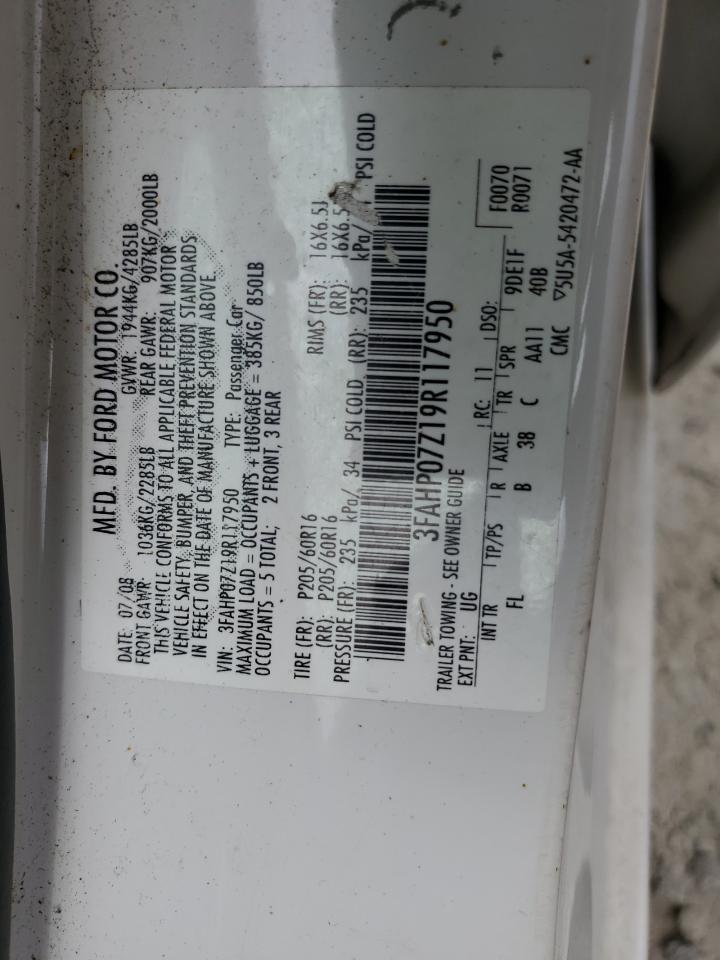 MFD. BY FORD MOTOR CO.
DATE: 07/08 GVWR: 1944KG/4285LB
FRONT GAWR: 1036KG/2285LB REAR GAWR: 907KG/2000LB
THIS VEHICLE CONFORMS TO ALL APPLICABLE FEDERAL MOTOR
VEHICLE SAFETY, BUMPER, AND THEFT PREVENTION STANDARDS
IN EFFECT ON THE DATE OF MANUFACTURE SHOWN ABOVE.
VIN: 3FAHP07Z19R117950 TYPE: Passenger Car
MAXIMUM LOAD = OCCUPANTS + LUGGAGE = 385KG/ 850LB
OCCUPANTS = 5 TOTAL; 2 FRONT, 3 REAR
TIRE (FR): P205/60R16 RIMS (FR): 16X6.5J
(RR): P205/60R16 (RR): 16X6.5
PRESSURE (FR): 235 kPa/ 34 PSI COLD (RR): 235 kPa/ PSI COLD
3FAHP07Z19R117950
TRAILER TOWING - SEE OWNER GUIDE
EXT PNT: UG RC: 11 DSO: F0070
R0071
INT TR TP/PS R AXLE TR SPR 9DE1F
FL B 38 C AA11 40B
CMC ▽5U5A-5420472-AA